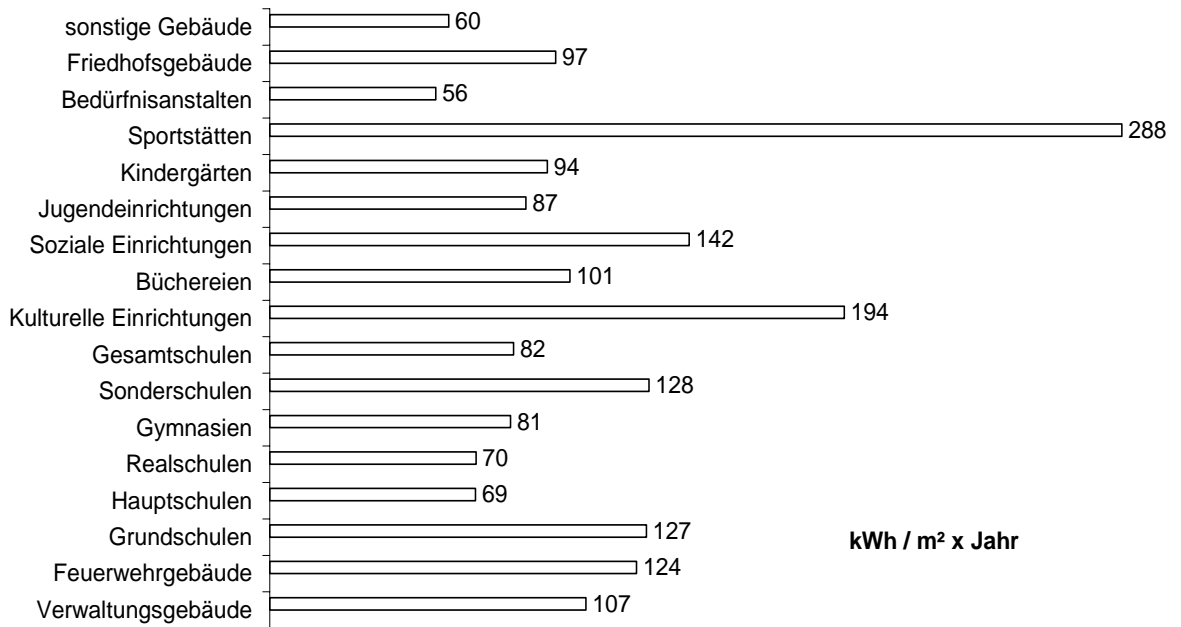 sonstige Gebäude 60
Friedhofsgebäude 97
Bedürfnisanstalten 56
Sportstätten 288
Kindergärten 94
Jugendeinrichtungen 87
Soziale Einrichtungen 142
Büchereien 101
Kulturelle Einrichtungen 194
Gesamtschulen 82
Sonderschulen 128
Gymnasien 81
Realschulen 70
Hauptschulen 69
Grundschulen 127
kWh / m² x Jahr
Feuerwehrgebäude 124
Verwaltungsgebäude 107